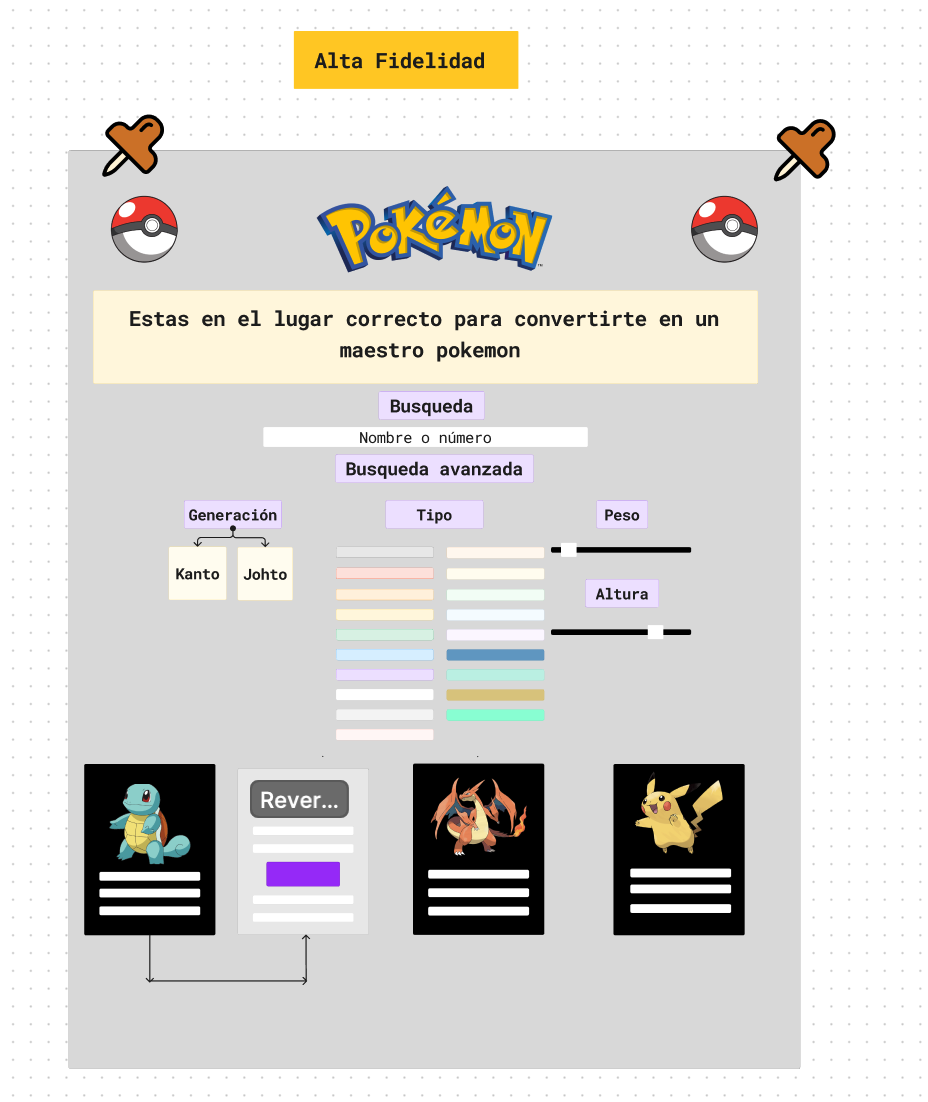 Alta Fidelidad
POKéMON
TM
Estas en el lugar correcto para convertirte en un
maestro pokemon
Busqueda
Nombre o número
Busqueda avanzada
Generación
Tipo
Peso
Kanto
Johto
Altura
Rever...